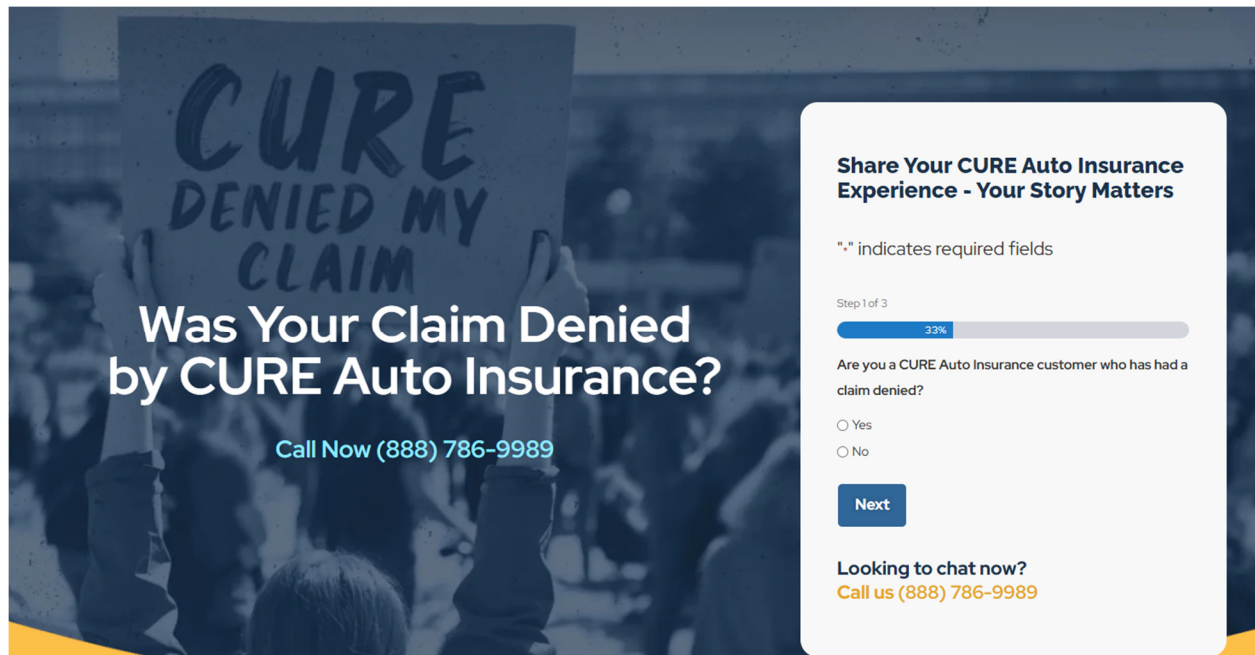 CURE
DENIED MY
CLAIM
Was Your Claim Denied
by CURE Auto Insurance?
Call Now (888) 786-9989
Share Your CURE Auto Insurance
Experience - Your Story Matters
"*" indicates required fields
Step 1 of 3
33%
Are you a CURE Auto Insurance customer who has had a
claim denied?
Yes
No
Next
Looking to chat now?
Call us (888) 786-9989